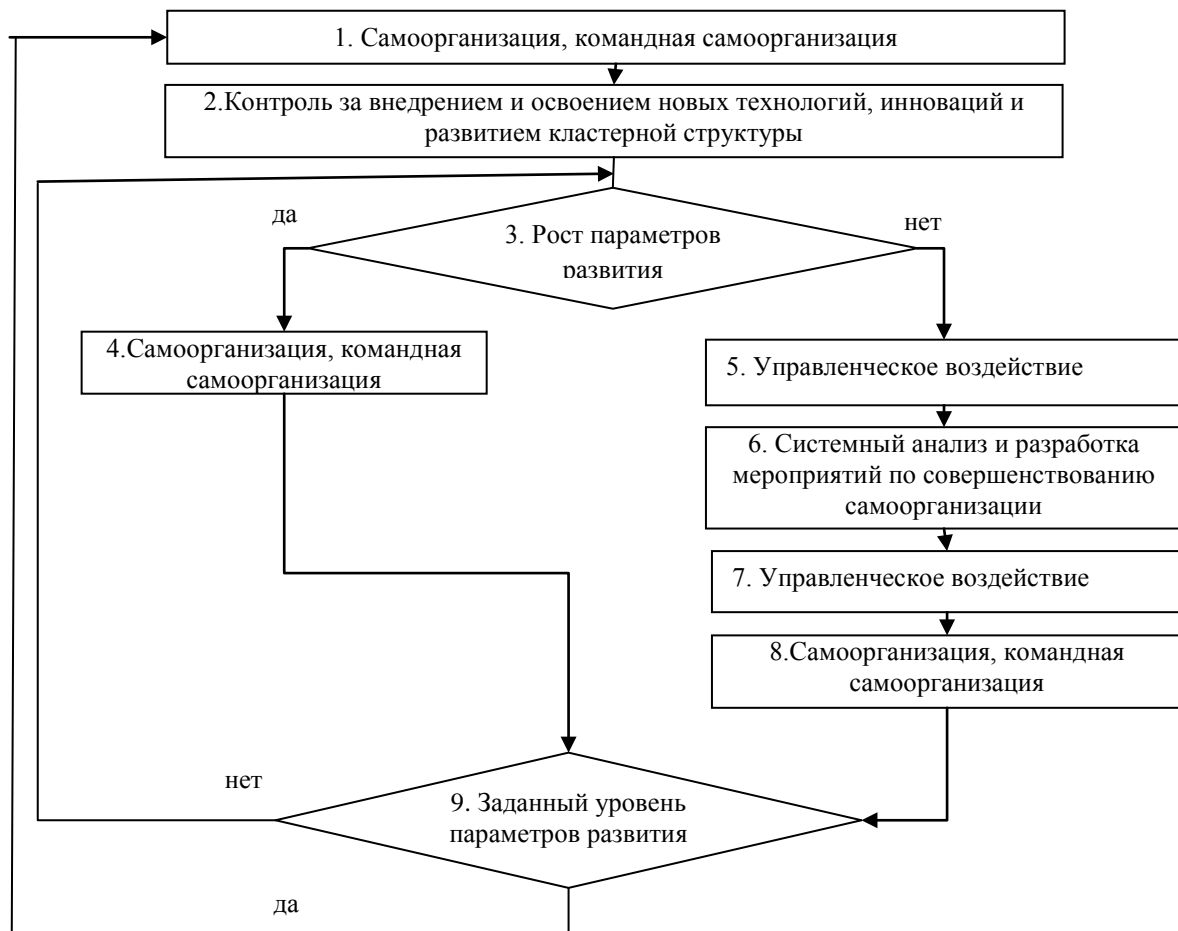 1. Самоорганизация, командная самоорганизация
2.Контроль за внедрением и освоением новых технологий, инноваций и
развитием кластерной структуры
да
нет
3. Рост параметров
развития
4.Самоорганизация, командная
самоорганизация
5. Управленческое воздействие
6. Системный анализ и разработка
мероприятий по совершенствованию
самоорганизации
7. Управленческое воздействие
8.Самоорганизация, командная
самоорганизация
нет
9. Заданный уровень
параметров развития
да